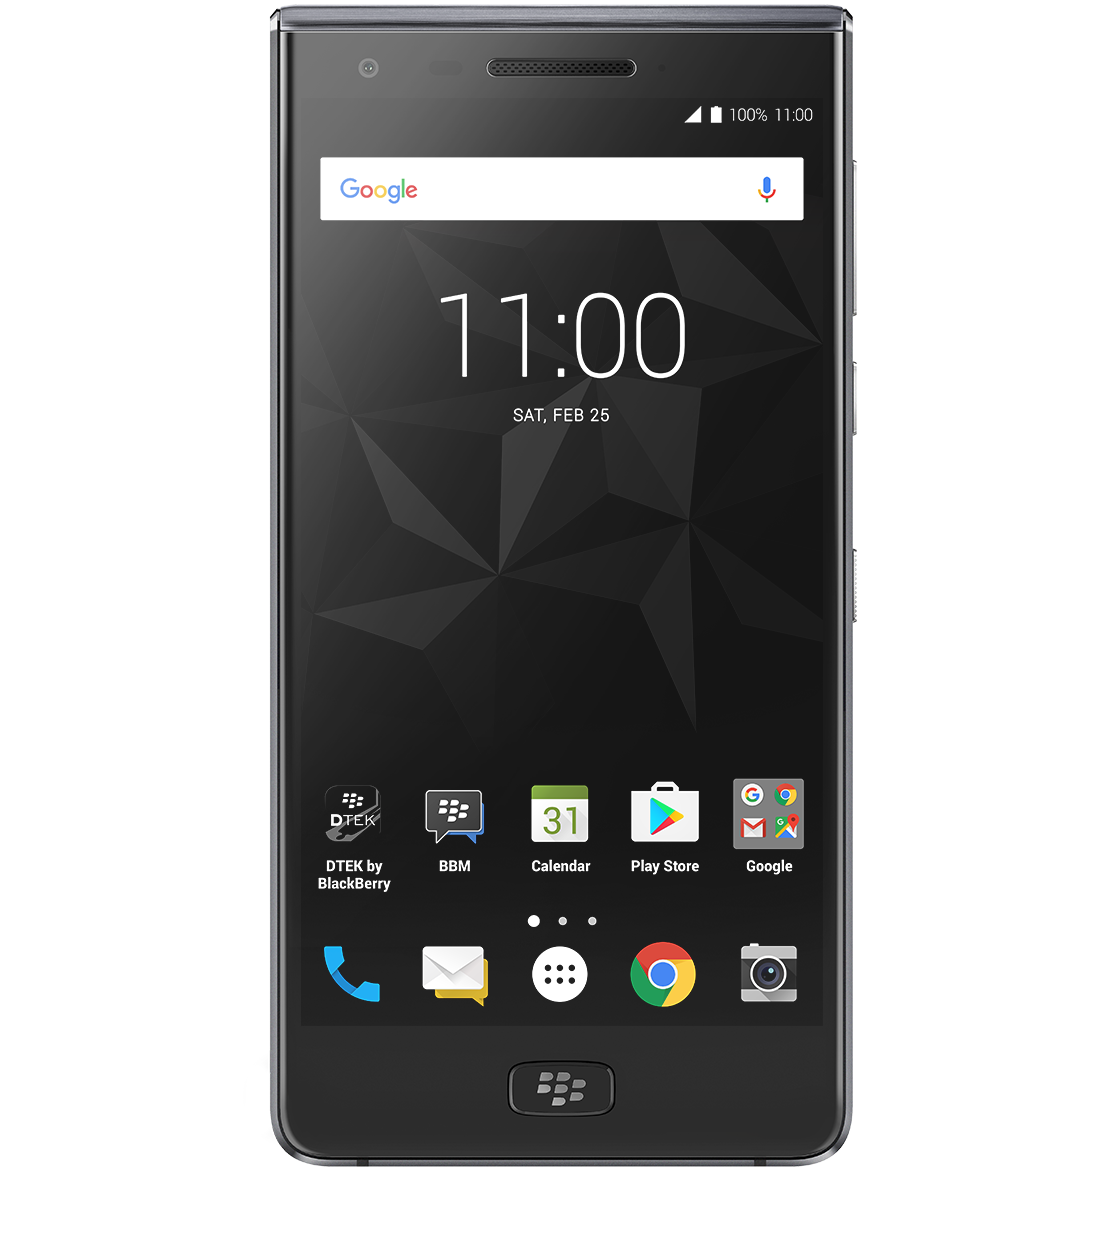 100% 11:00
Google
11:00
SAT, FEB 25
DTEK
31
G
G
DTEK by
BlackBerry
BBM
Calendar
Play Store
Google